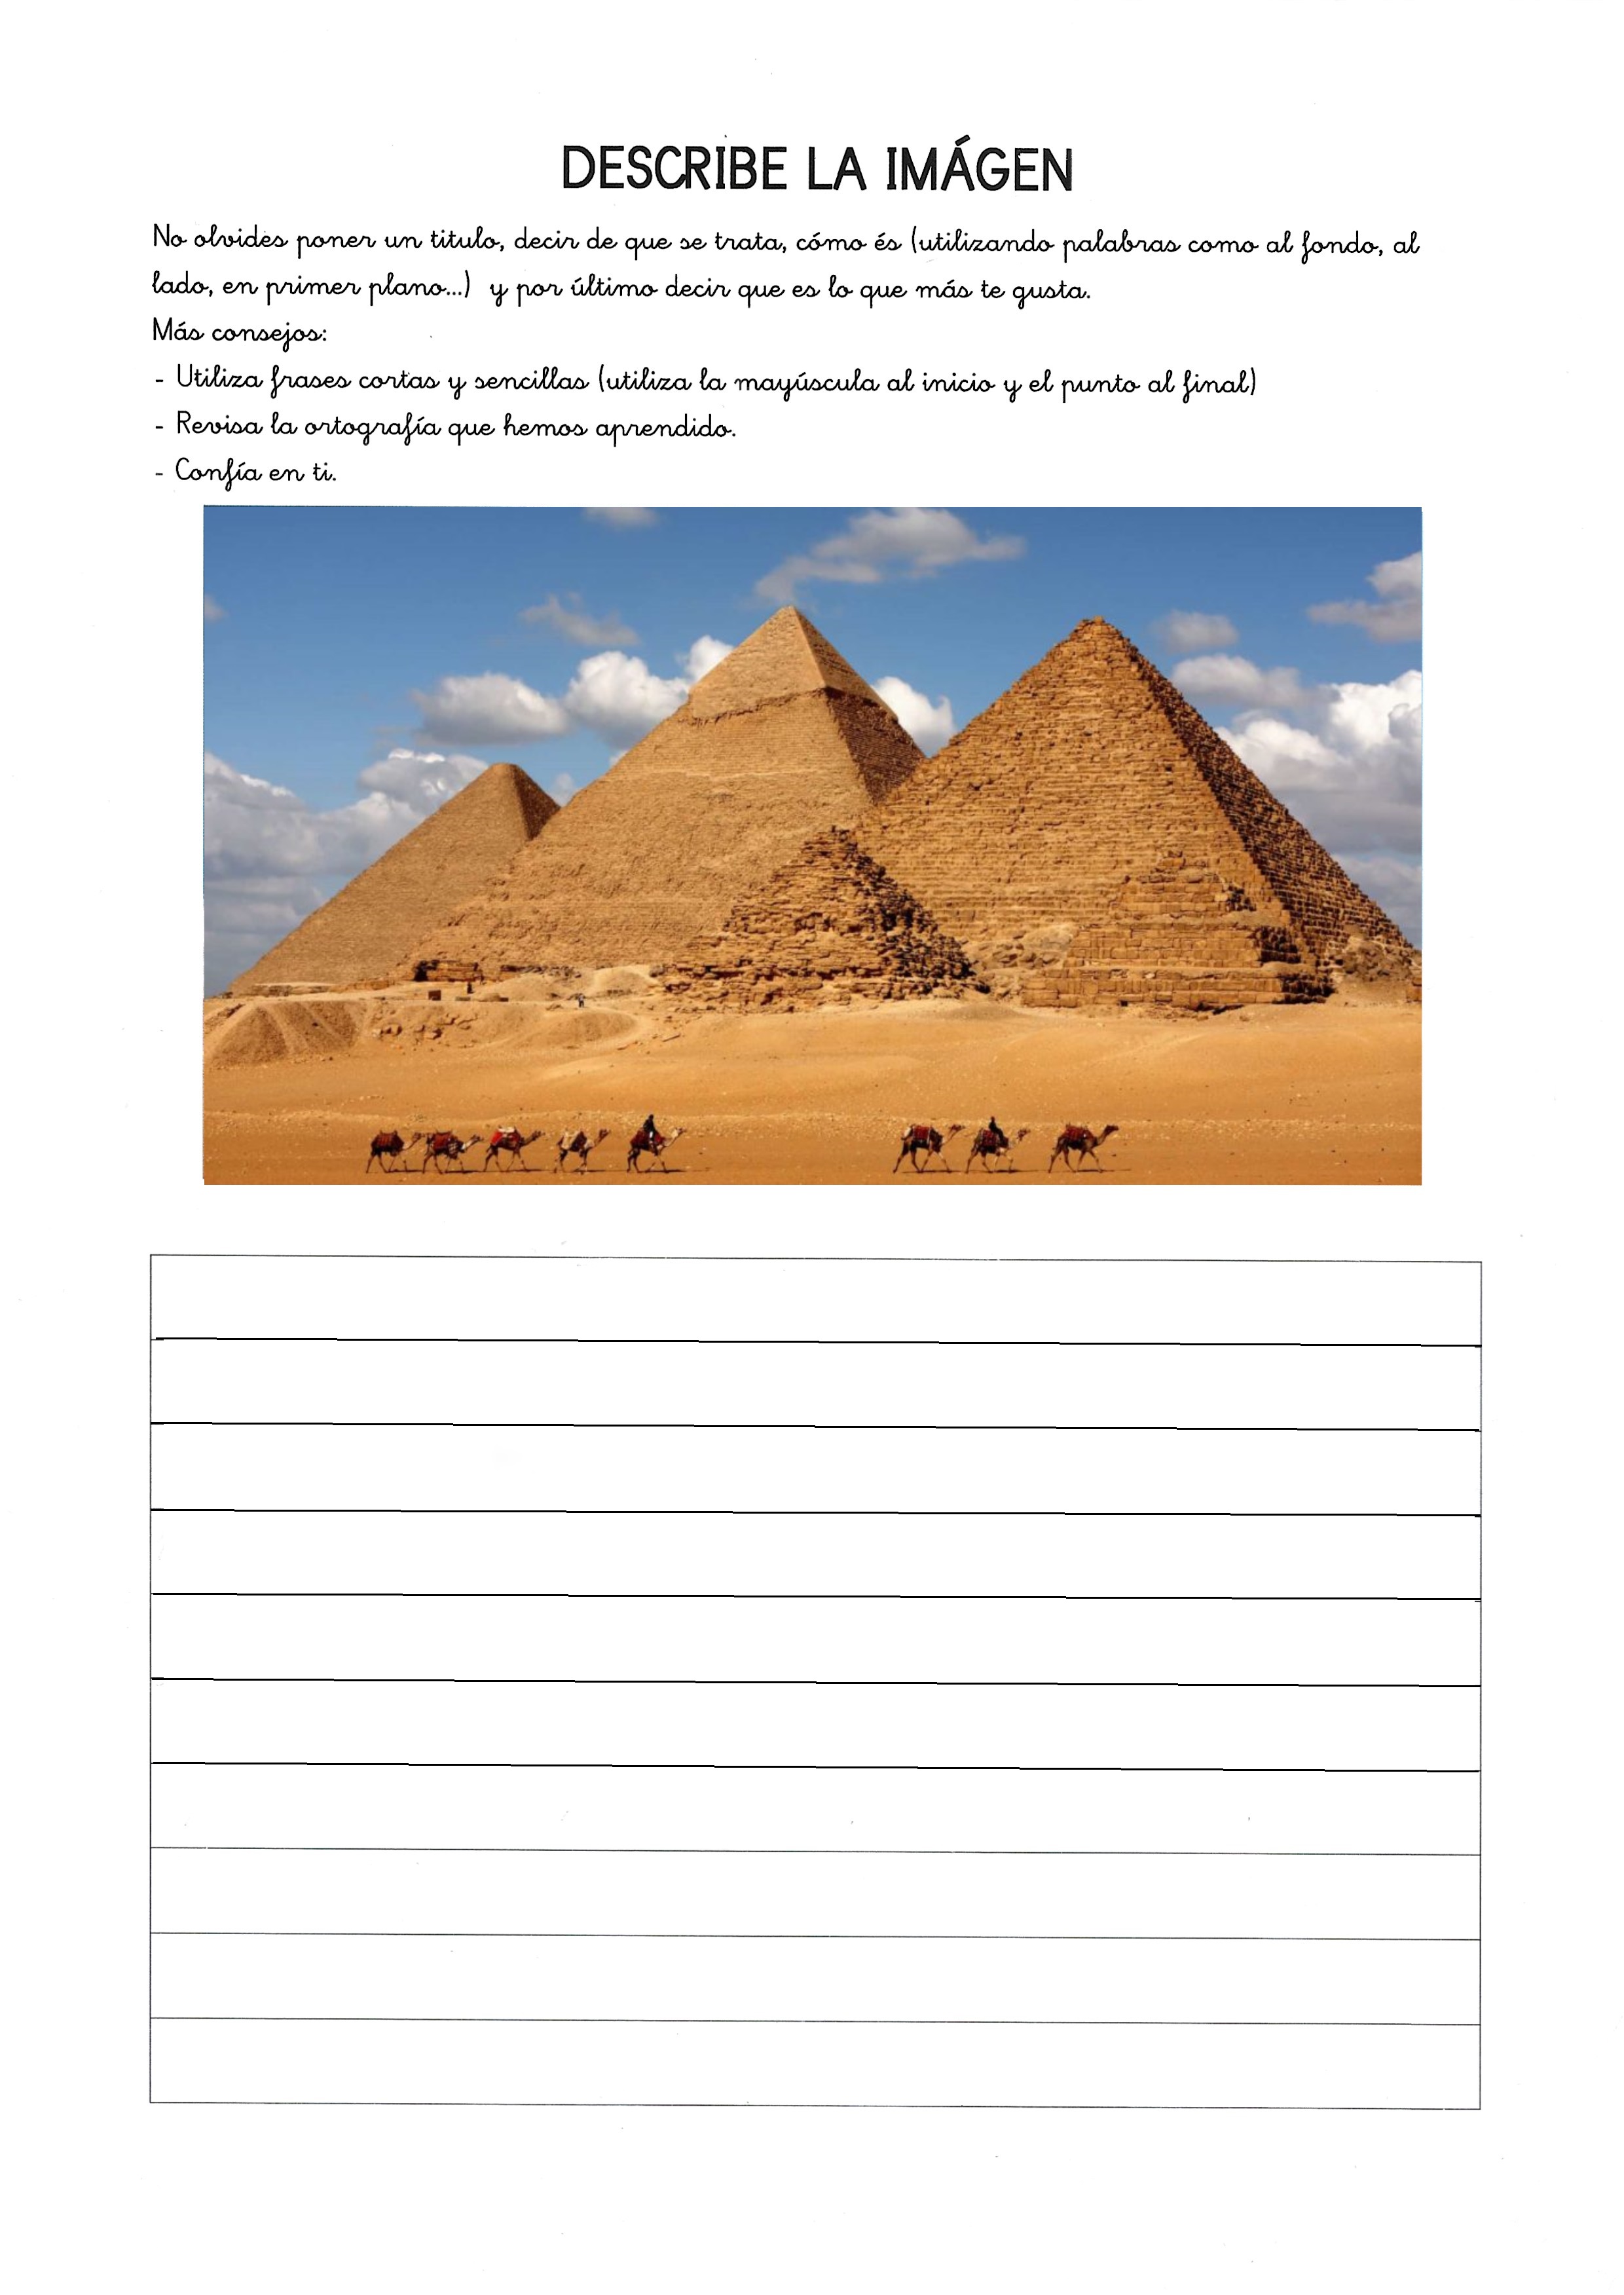 DESCRIBE LA IMÁGEN
No olvides poner un titulo, decir de que se trata, cómo és (utilizando palabras como al fondo, al
lado, en primer plano...) y por último decir que es lo que más te gusta.
Más consejos:
- Utiliza frases cortas y sencillas (utiliza la mayúscula al inicio y el punto al final)
- Revisa la ortografía que hemos aprendido.
- Confía en ti.